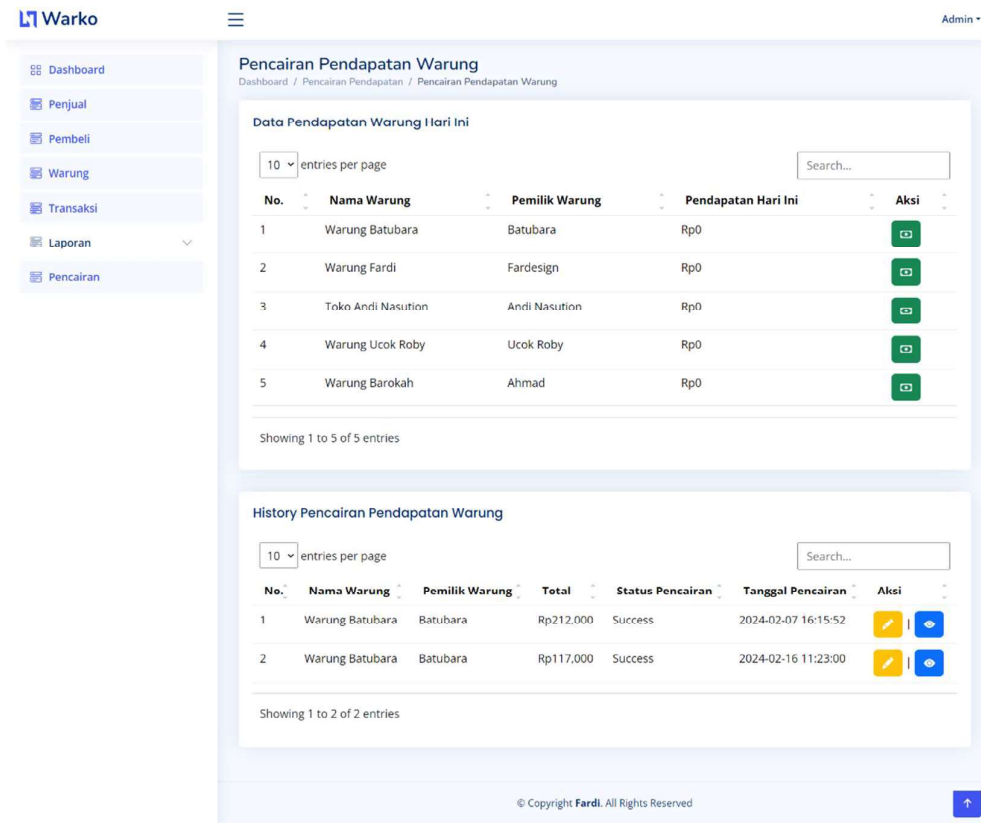 Warko
Admin
Dashboard
Penjual
Pembeli
Warung
Transaksi
Laporan
Pencairan
Pencairan Pendapatan Warung
Dashboard / Pencairan Pendapatan / Pencairan Pendapatan Warung
Data Pendapatan Warung Hari Ini
10 entries per page Search...
No. Nama Warung Pemilik Warung Pendapatan Hari Ini Aksi
1 Warung Batubara Batubara Rp0
2 Warung Fardi Fardesign Rp0
3 Toko Andi Nasution Andi Nasution Rp0
4 Warung Ucok Roby Ucok Roby Rp0
5 Warung Barokah Ahmad Rp0
Showing 1 to 5 of 5 entries
History Pencairan Pendapatan Warung
10 entries per page Search...
No. Nama Warung Pemilik Warung Total Status Pencairan Tanggal Pencairan Aksi
1 Warung Batubara Batubara Rp212,000 Success 2024-02-07 16:15:52 |
2 Warung Batubara Batubara Rp117,000 Success 2024-02-16 11:23:00 |
Showing 1 to 2 of 2 entries
© Copyright Fardi. All Rights Reserved